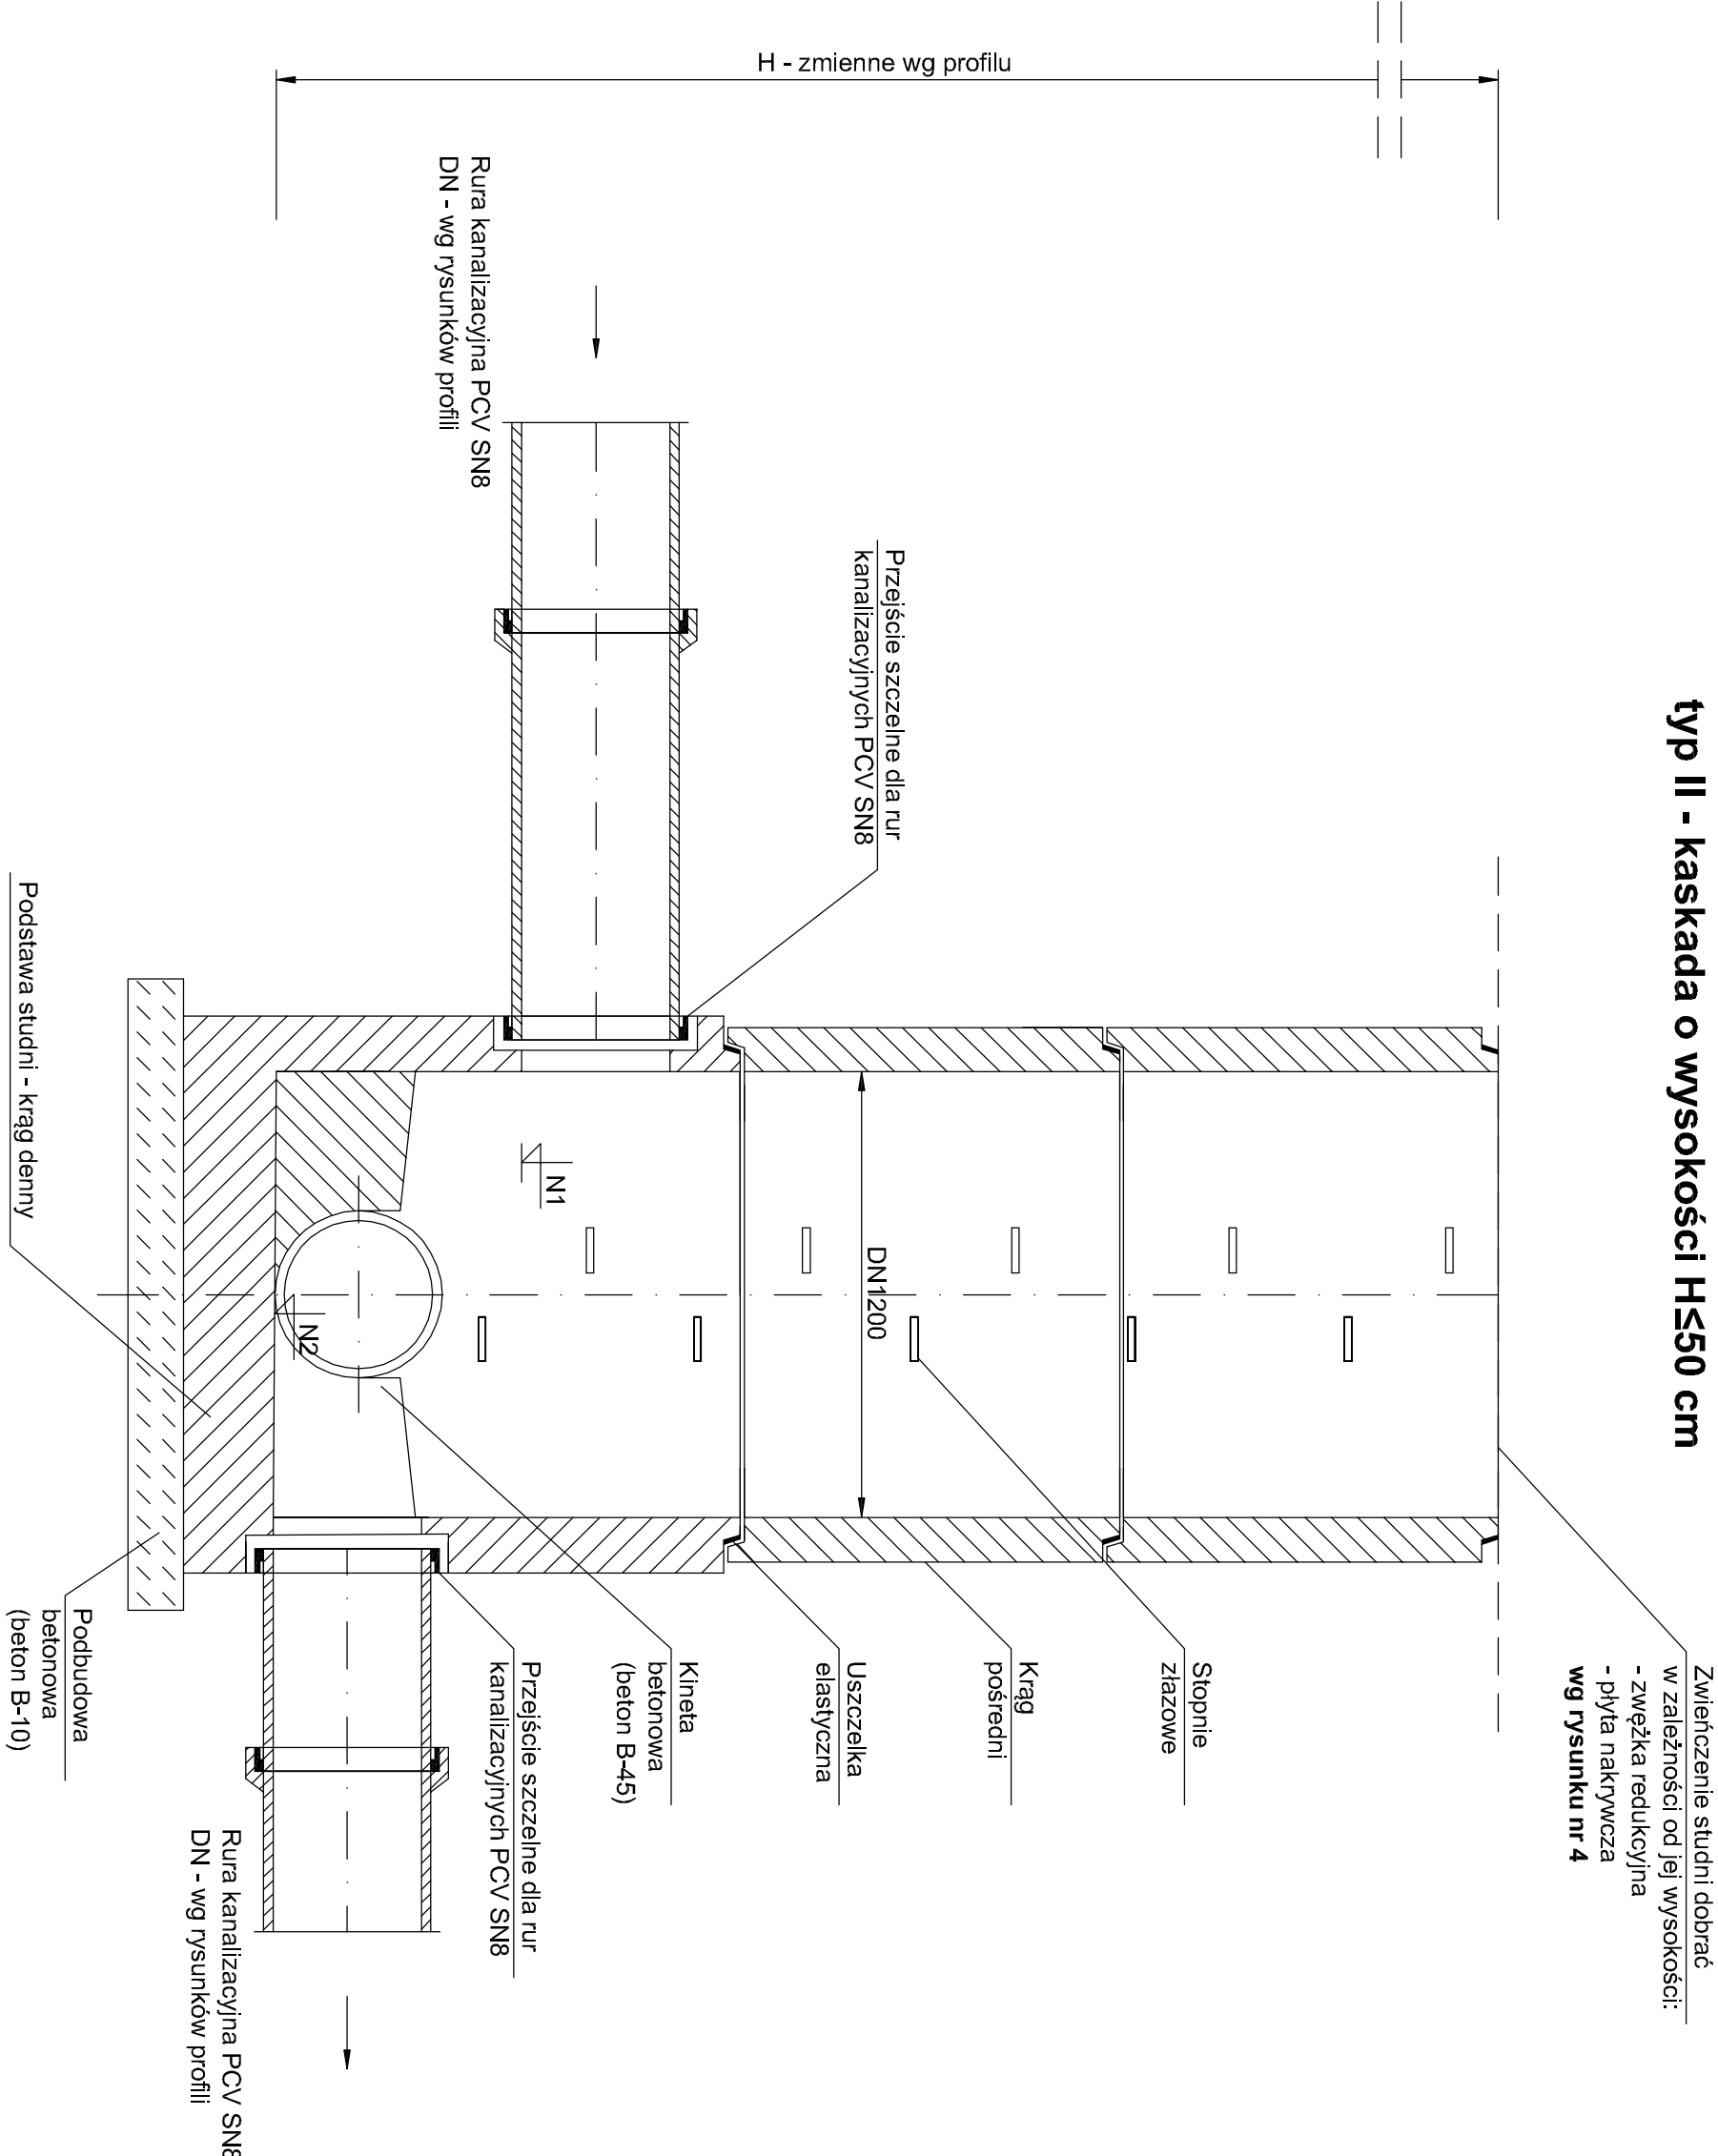 typ II - kaskada o wysokości H≤50 cm
Zwieńczenie studni dobrać
w zależności od jej wysokości:
- zwężka redukcyjna
- płyta nakrywcza
wg rysunku nr 4
H - zmienne wg profilu
Stopnie
złazowe
Krąg
pośredni
Przejście szczelne dla rur
kanalizacyjnych PCV SN8
DN1200
Uszczelka
elastyczna
Kineta
betonowa
(beton B-45)
N1
Rura kanalizacyjna PCV SN8
DN - wg rysunków profili
Przejście szczelne dla rur
kanalizacyjnych PCV SN8
N2
Rura kanalizacyjna PCV SN8
DN - wg rysunków profili
Podbudowa
betonowa
(beton B-10)
Podstawa studni - krąg denny